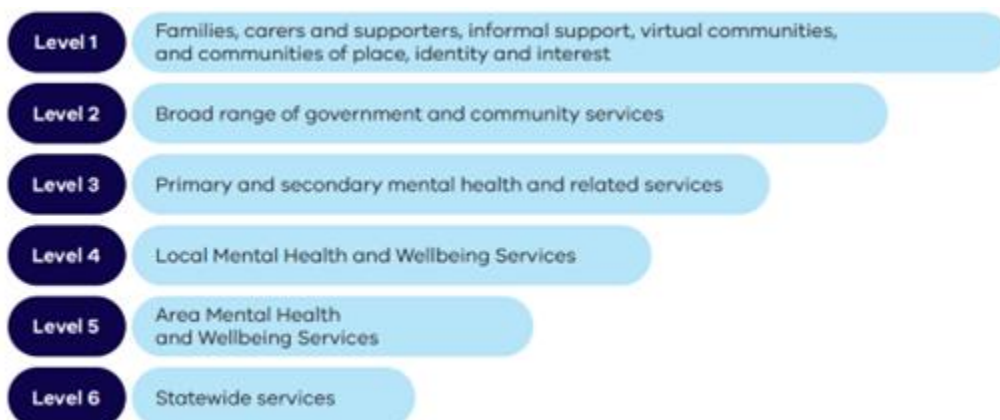 Level 1
Families, carers and supporters, informal support, virtual communities,
and communities of place, identity and interest
Level 2
Broad range of government and community services
Level 3
Primary and secondary mental health and related services
Level 4
Local Mental Health and Wellbeing Services
Level 5
Area Mental Health
and Wellbeing Services
Level 6
Statewide services